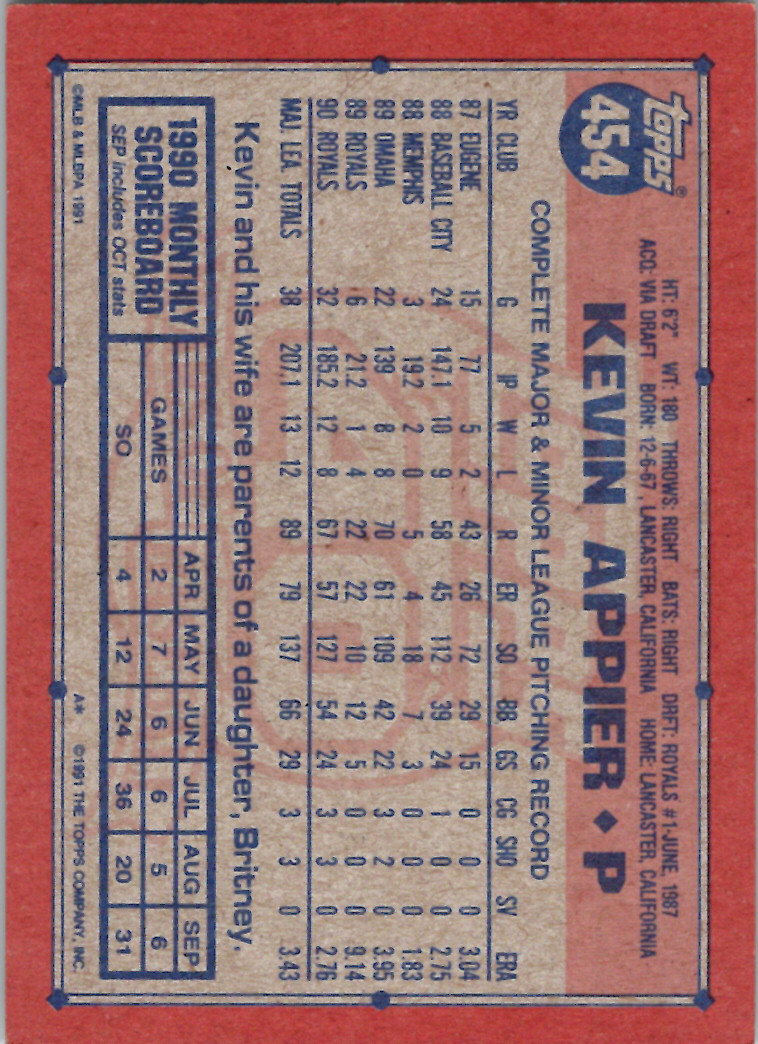 topps®
454
HT: 6'2" WT: 180 THROWS: RIGHT BATS: RIGHT DRFT: ROYALS #1-JUNE, 1987
ACQ: VIA DRAFT BORN: 12-6-67, LANCASTER, CALIFORNIA HOME: LANCASTER, CALIFORNIA
KEVIN APPIER ♦ P
COMPLETE MAJOR & MINOR LEAGUE PITCHING RECORD
YR CLUB G IP W L R ER SO BB GS CG SHO SV ERA
87 EUGENE 15 77 5 2 43 26 72 29 15 0 0 0 3.04
88 BASEBALL CITY 24 147.1 10 9 58 45 112 39 24 1 0 0 2.75
88 MEMPHIS 3 19.2 2 0 5 4 18 7 3 0 0 0 1.83
89 OMAHA 22 139 8 8 70 61 109 42 22 3 2 0 3.95
89 ROYALS 6 21.2 1 4 22 22 10 12 5 0 0 0 9.14
90 ROYALS 32 185.2 12 8 67 57 127 54 24 3 3 0 2.76
MAJ. LEA. TOTALS 38 207.1 13 12 89 79 137 66 29 3 3 0 3.43
Kevin and his wife are parents of a daughter, Britney.
1990 MONTHLY
SCOREBOARD
SEP includes OCT stats
APR MAY JUN JUL AUG SEP
GAMES 2 7 6 6 5 6
SO 4 12 24 36 20 31
©MLB & MLBPA 1991 A* ©1991 THE TOPPS COMPANY, INC.